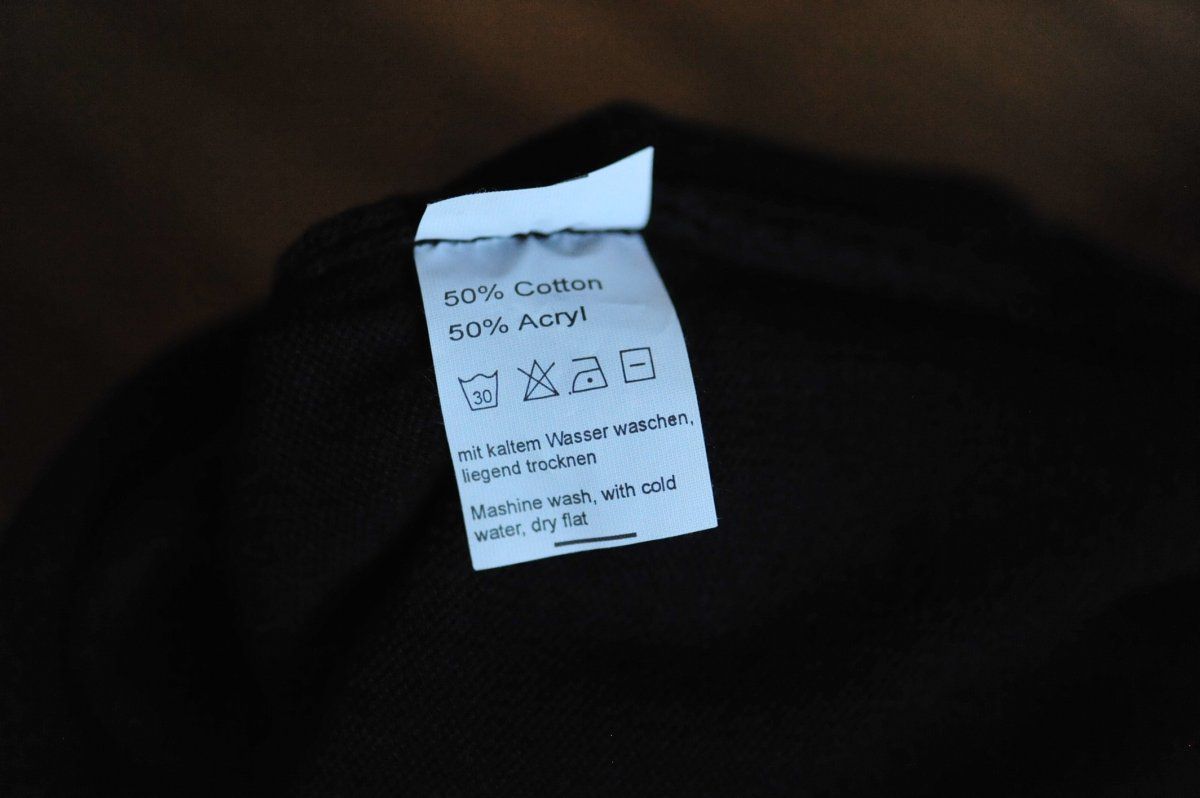 50% Cotton
50% Acryl
30
mit kaltem Wasser waschen,
liegend trocknen
Mashine wash, with cold
water, dry flat